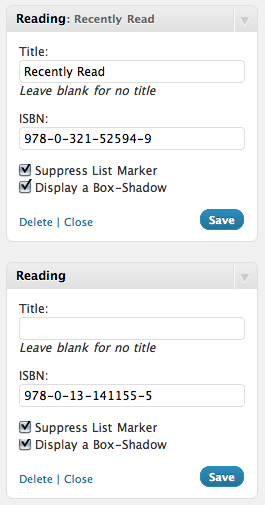 Reading: Recently Read
Title:
Recently Read
Leave blank for no title
ISBN:
978-0-321-52594-9
Suppress List Marker
Display a Box-Shadow
Delete | Close Save
Reading
Title:
Leave blank for no title
ISBN:
978-0-13-141155-5
Suppress List Marker
Display a Box-Shadow
Delete | Close Save